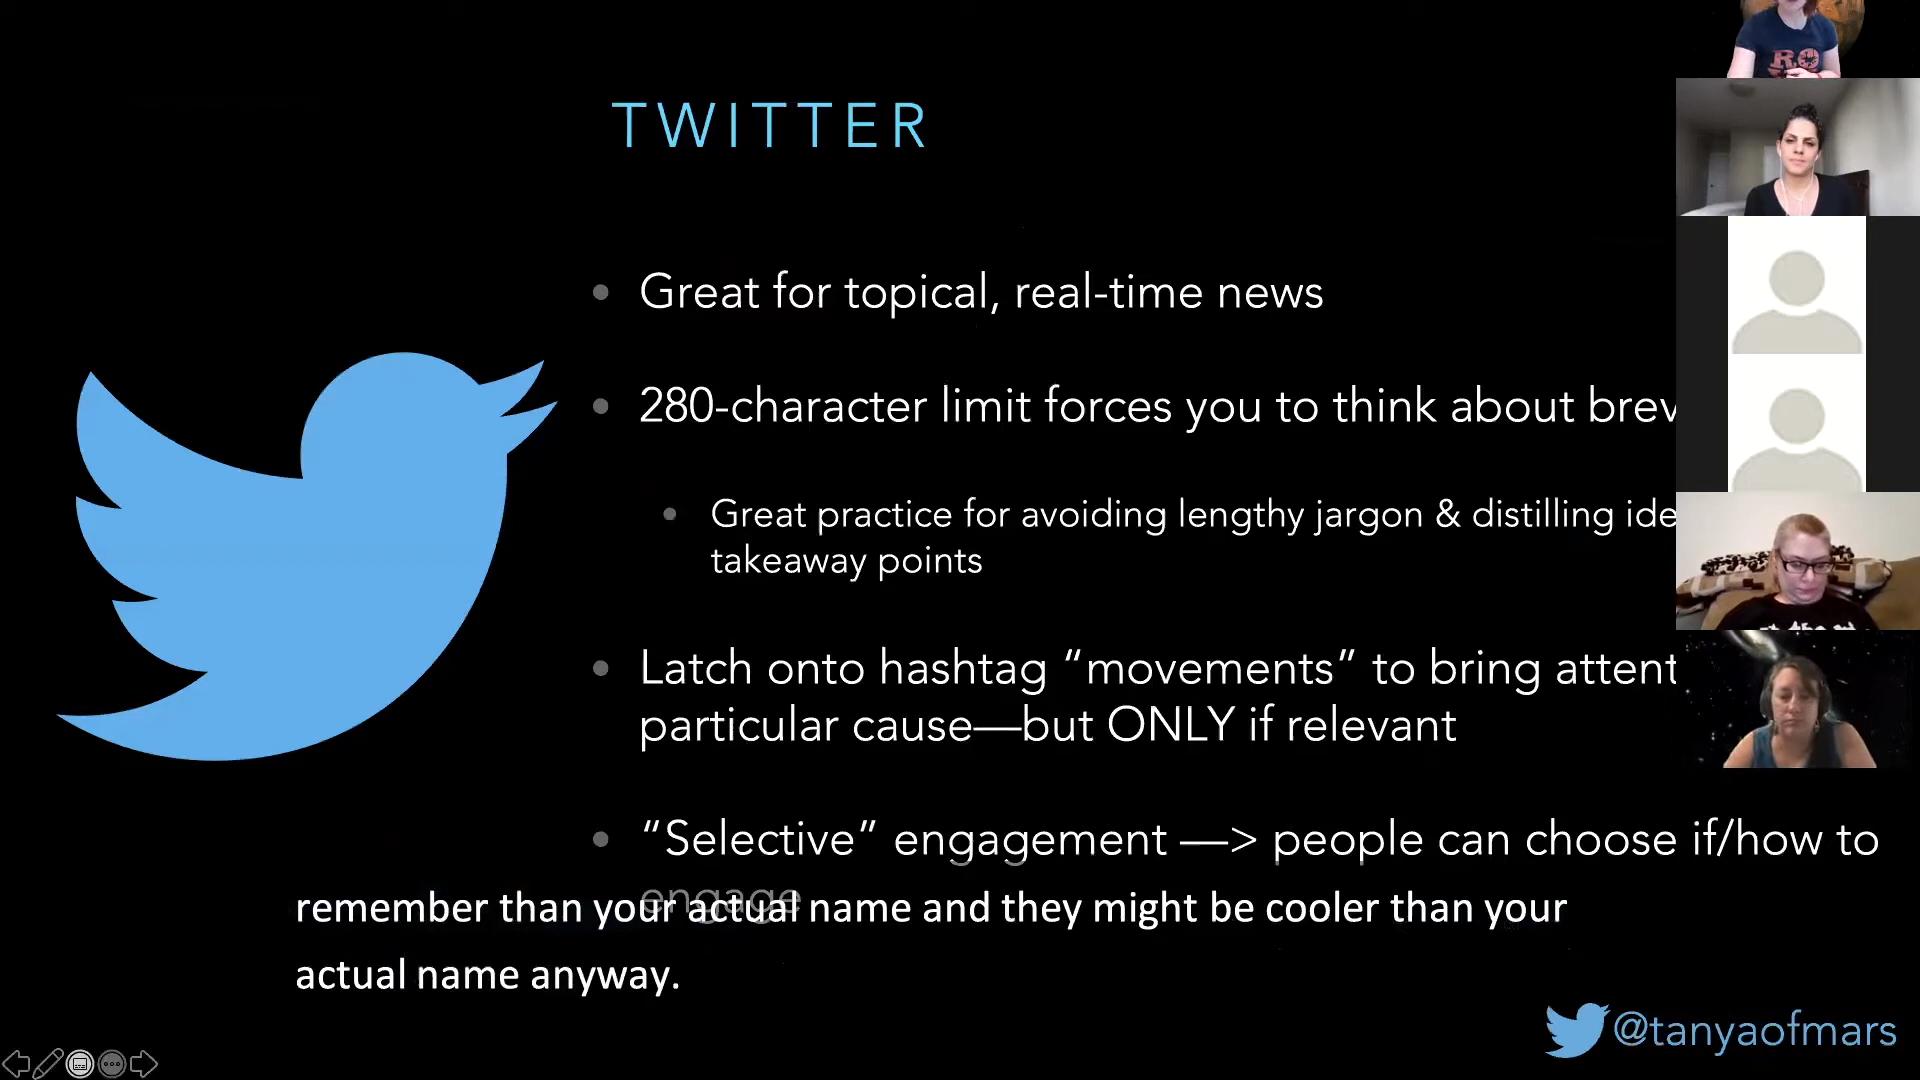 TWITTER
Great for topical, real-time news
280-character limit forces you to think about brev
Great practice for avoiding lengthy jargon & distilling ide
takeaway points
Latch onto hashtag “movements” to bring attent
particular cause—but ONLY if relevant
“Selective” engagement —> people can choose if/how to
engage
remember than your actual name and they might be cooler than your
actual name anyway.
@tanyaofmars
RO